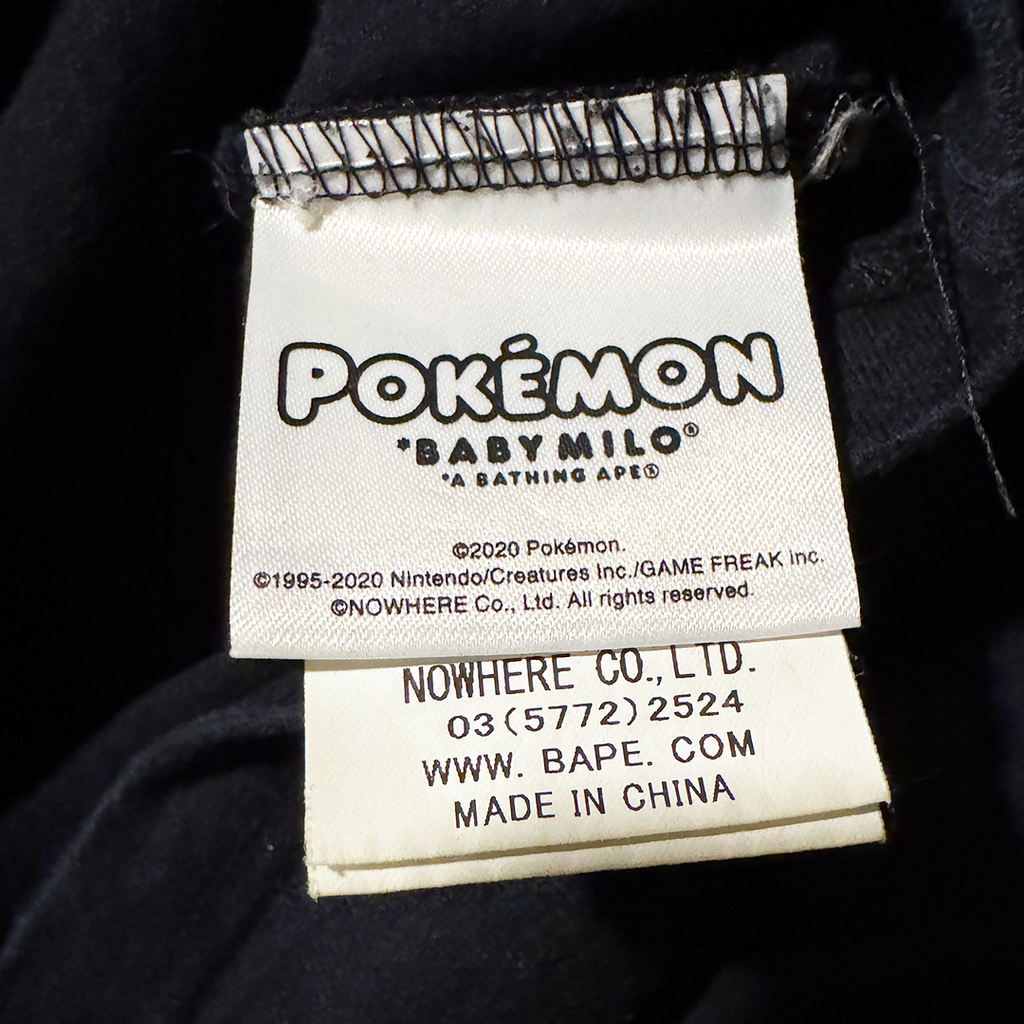 POKÉMON
*BABY MILO®
*A BATHING APE®
©2020 Pokémon.
©1995-2020 Nintendo/Creatures Inc./GAME FREAK inc.
©NOWHERE Co., Ltd. All rights reserved.
NOWHERE CO., LTD.
03(5772)2524
WWW. BAPE. COM
MADE IN CHINA